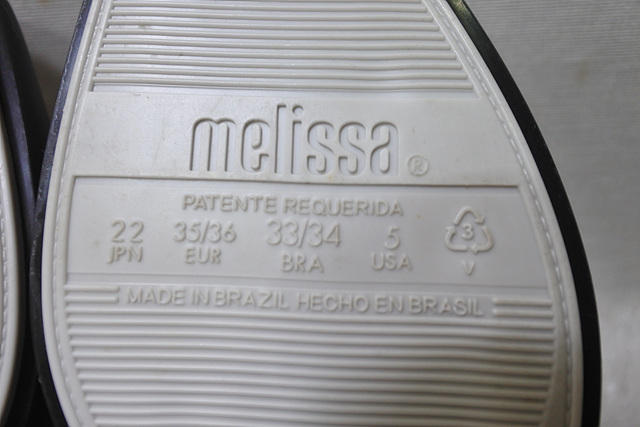 melissa®
PATENTE REQUERIDA
22 35/36 33/34 5 3
JPN EUR BRA USA V
MADE IN BRAZIL HECHO EN BRASIL